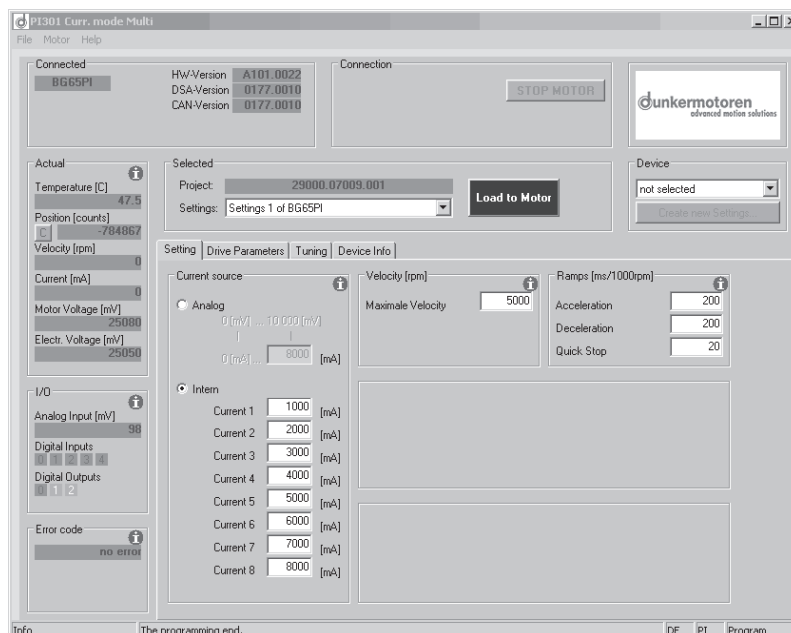 PI301 Curr. mode Multi
File Motor Help
Connected
BG65PI
HW-Version A101.0022
DSA-Version 0177.0010
CAN-Version 0177.0010
Connection
STOP MOTOR
dunkermotoren
advanced motion solutions
Actual
Temperature [C]
47.5
Position [counts]
C -784867
Velocity [rpm]
0
Current [mA]
0
Motor Voltage [mV]
25080
Electr. Voltage [mV]
25050
Selected
Project: 29000.07009.001
Settings: Settings 1 of BG65PI
Load to Motor
Device
not selected
Create new Settings...
Setting Drive Parameters Tuning Device Info
Current source
Analog
0 [mV] ... 10 000 [mV]
0 [mA] ... 8000 [mA]
Intern
Current 1 1000 [mA]
Current 2 2000 [mA]
Current 3 3000 [mA]
Current 4 4000 [mA]
Current 5 5000 [mA]
Current 6 6000 [mA]
Current 7 7000 [mA]
Current 8 8000 [mA]
Velocity [rpm]
Maximale Velocity 5000
Ramps [ms/1000rpm]
Acceleration 200
Deceleration 200
Quick Stop 20
I/O
Analog Input [mV]
98
Digital Inputs
0 1 2 3 4
Digital Outputs
0 1 2
Error code
no error
Info The programming end. DE PI Program